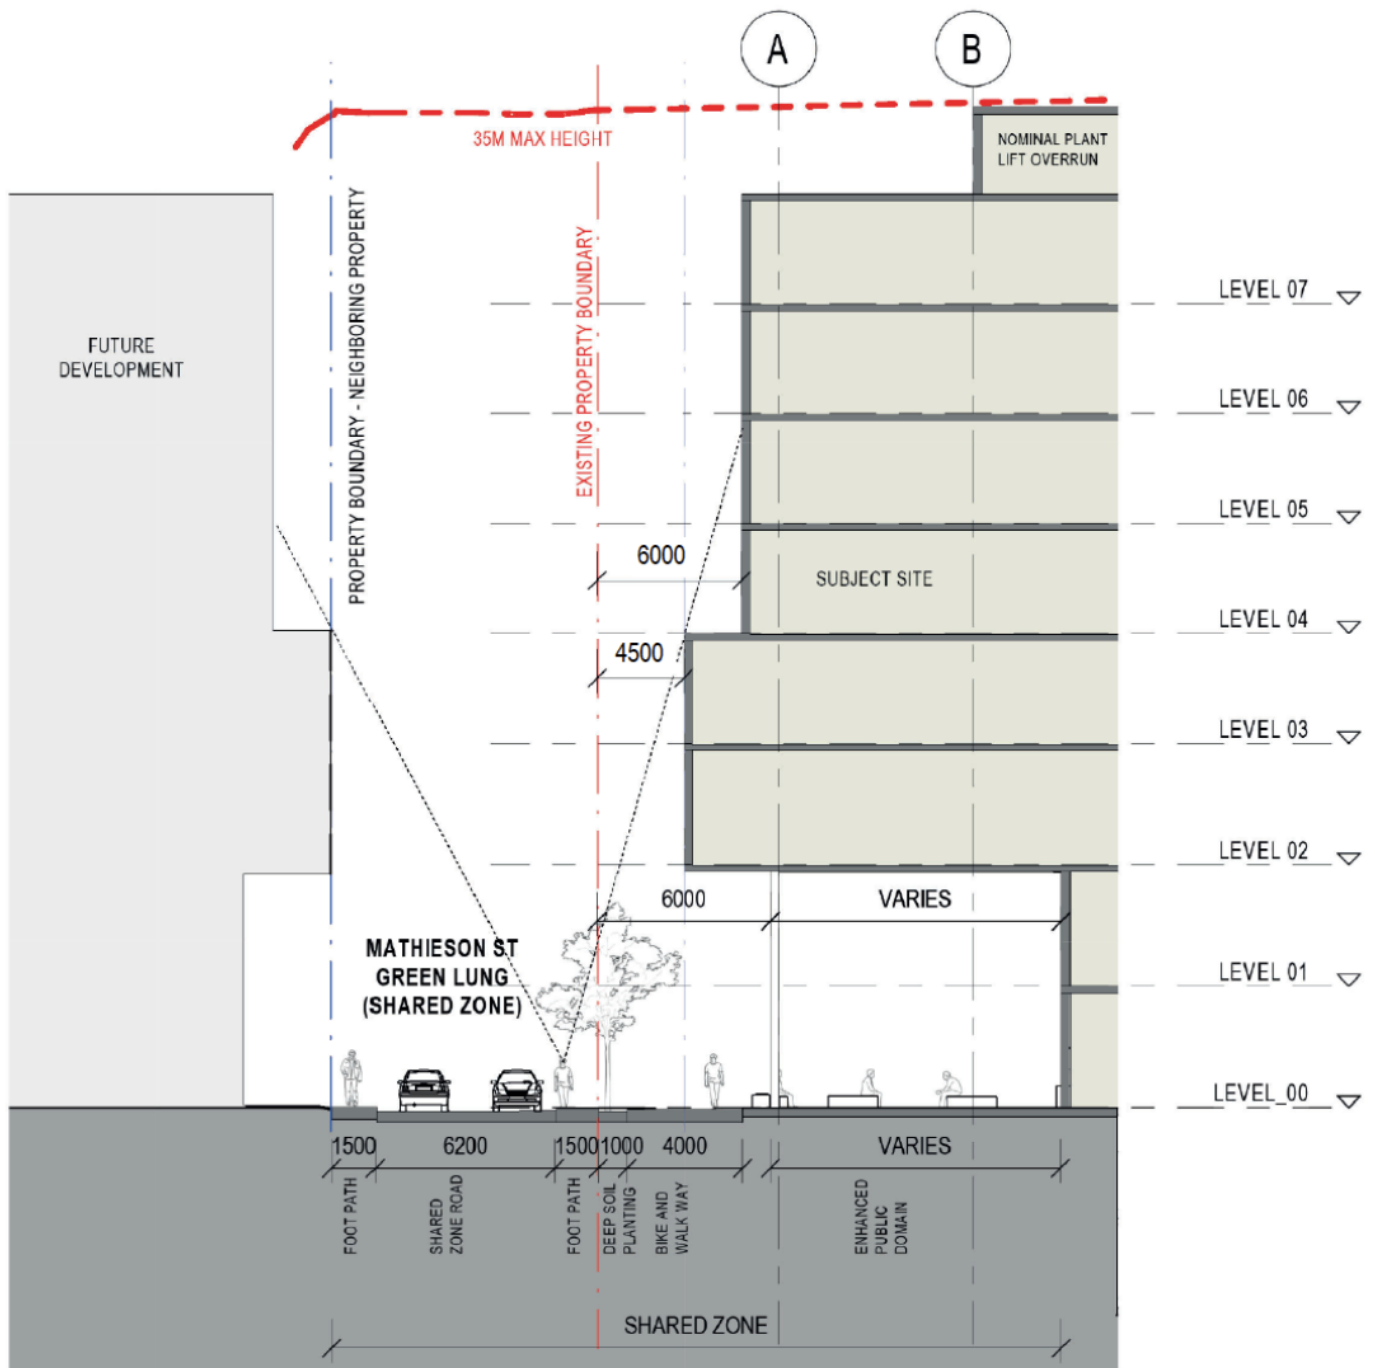 A
B
35M MAX HEIGHT
NOMINAL PLANT
LIFT OVERRUN
PROPERTY BOUNDARY - NEIGHBORING PROPERTY
EXISTING PROPERTY BOUNDARY
LEVEL 07
FUTURE
DEVELOPMENT
LEVEL 06
LEVEL 05
6000
SUBJECT SITE
LEVEL 04
4500
LEVEL 03
LEVEL 02
6000
VARIES
MATHIESON ST
GREEN LUNG
(SHARED ZONE)
LEVEL 01
LEVEL_00
1500
6200
1500
1000
4000
VARIES
FOOT PATH
SHARED
ZONE ROAD
FOOT PATH
DEEP SOIL
PLANTING
BIKE AND
WALK WAY
ENHANCED
PUBLIC
DOMAIN
SHARED ZONE